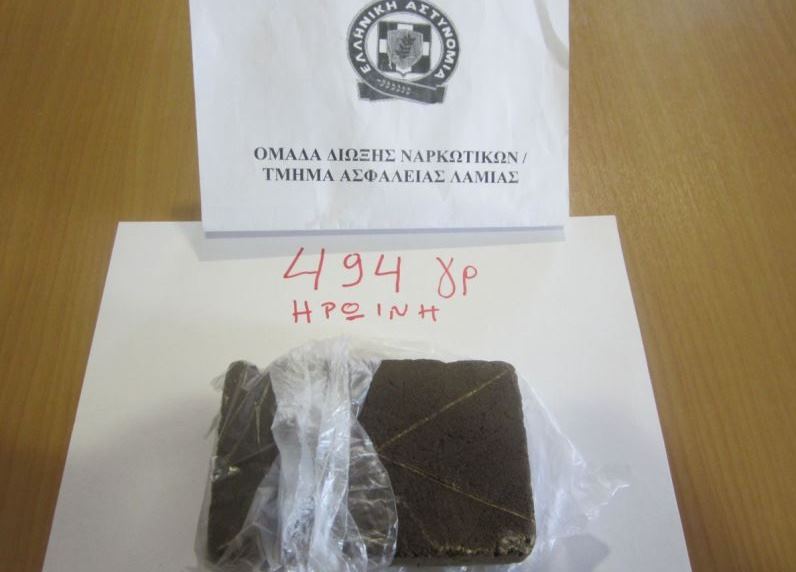 ΕΛΛΗΝΙΚΗ ΑΣΤΥΝΟΜΙΑ
ΟΜΑΔΑ ΔΙΩΞΗΣ ΝΑΡΚΩΤΙΚΩΝ /
ΤΜΗΜΑ ΑΣΦΑΛΕΙΑΣ ΛΑΜΙΑΣ
494 γρ
ΗΡΩΙΝΗ